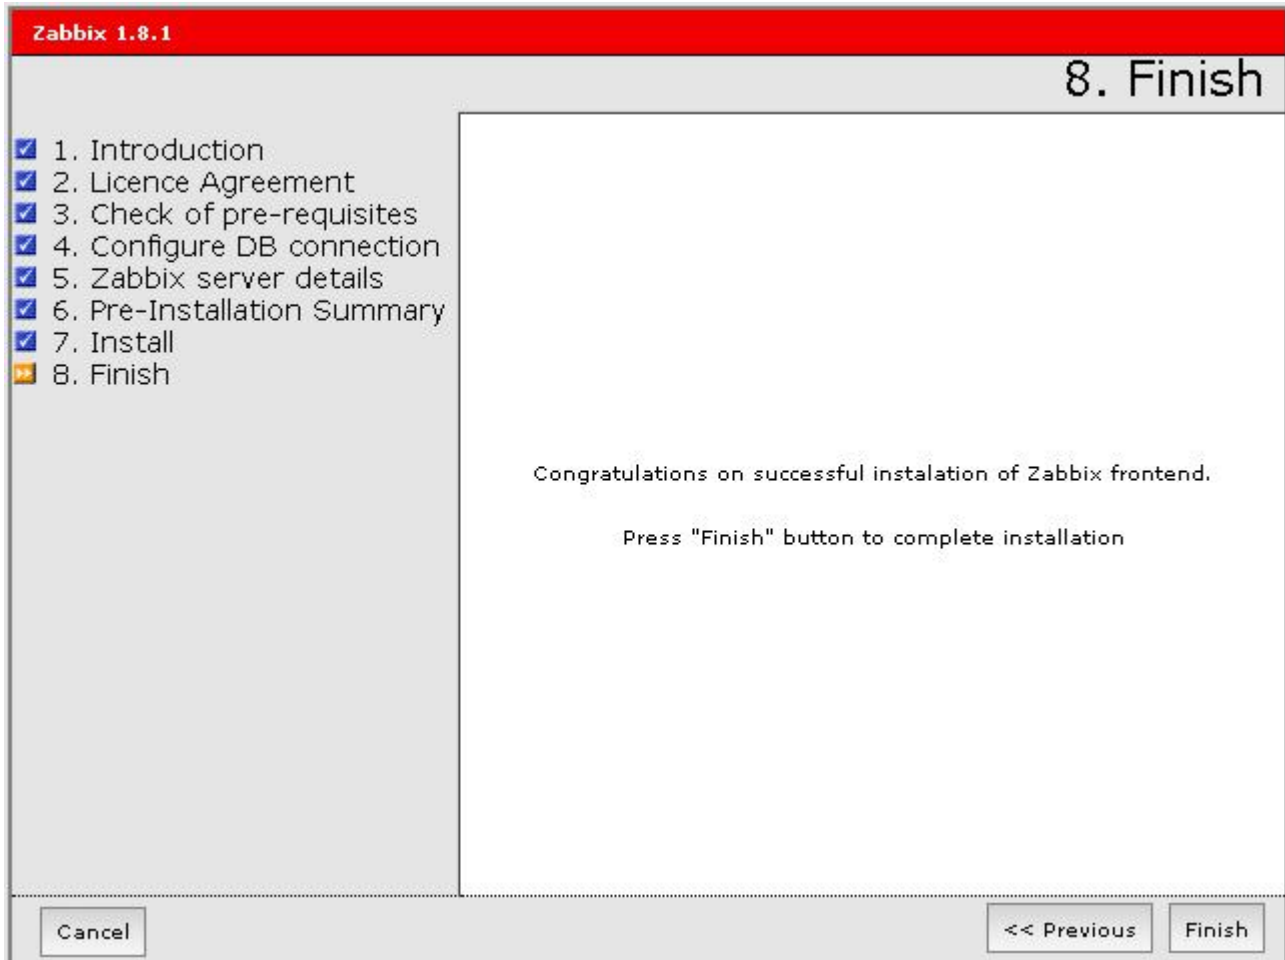 Zabbix 1.8.1
8. Finish
1. Introduction
2. Licence Agreement
3. Check of pre-requisites
4. Configure DB connection
5. Zabbix server details
6. Pre-Installation Summary
7. Install
8. Finish
Congratulations on successful instalation of Zabbix frontend.
Press "Finish" button to complete installation
Cancel
<< Previous
Finish